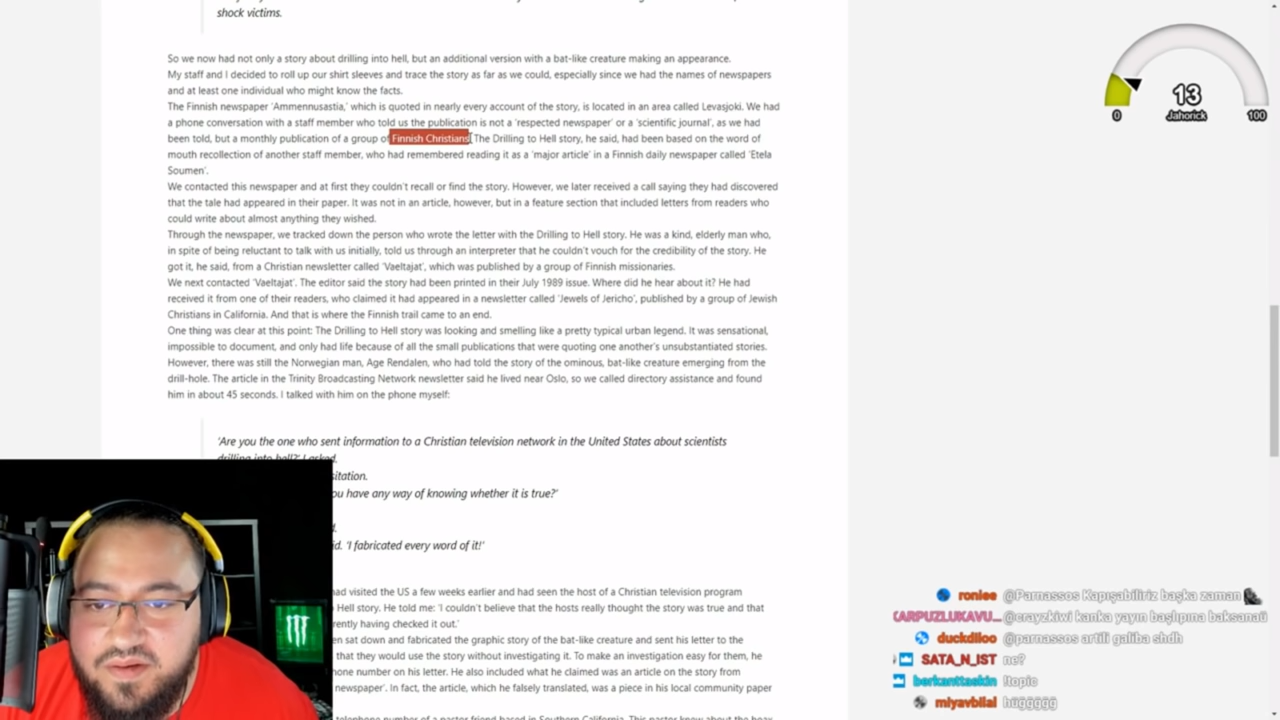 shock victims.
So we now had not only a story about drilling into hell, but an additional version with a bat-like creature making an appearance.
My staff and I decided to roll up our shirt sleeves and trace the story as far as we could, especially since we had the names of newspapers
and at least one individual who might know the facts.
The Finnish newspaper 'Ammennusastia,' which is quoted in nearly every account of the story, is located in an area called Levasjoki. We had
a phone conversation with a staff member who told us the publication is not a 'respected newspaper' or a 'scientific journal', as we had
been told, but a monthly publication of a group of Finnish Christians. The Drilling to Hell story, he said, had been based on the word of
mouth recollection of another staff member, who had remembered reading it as a 'major article' in a Finnish daily newspaper called 'Etela
Soumen'.
We contacted this newspaper and at first they couldn't recall or find the story. However, we later received a call saying they had discovered
that the tale had appeared in their paper. It was not in an article, however, but in a feature section that included letters from readers who
could write about almost anything they wished.
Through the newspaper, we tracked down the person who wrote the letter with the Drilling to Hell story. He was a kind, elderly man who,
in spite of being reluctant to talk with us initially, told us through an interpreter that he couldn't vouch for the credibility of the story. He
got it, he said, from a Christian newsletter called 'Vaeltajat', which was published by a group of Finnish missionaries.
We next contacted 'Vaeltajat'. The editor said the story had been printed in their July 1989 issue. Where did he hear about it? He had
received it from one of their readers, who claimed it had appeared in a newsletter called 'Jewels of Jericho', published by a group of Jewish
Christians in California. And that is where the Finnish trail came to an end.
One thing was clear at this point: The Drilling to Hell story was looking and smelling like a pretty typical urban legend. It was sensational,
impossible to document, and only had life because of all the small publications that were quoting one another's unsubstantiated stories.
However, there was still the Norwegian man, Age Rendalen, who had told the story of the ominous, bat-like creature emerging from the
drill-hole. The article in the Trinity Broadcasting Network newsletter said he lived near Oslo, so we called directory assistance and found
him in about 45 seconds. I talked with him on the phone myself:
'Are you the one who sent information to a Christian television network in the United States about scientists
drilling into hell?' I asked.
sitation.
ou have any way of knowing whether it is true?'
d.
id. 'I fabricated every word of it!'
had visited the US a few weeks earlier and had seen the host of a Christian television program
Hell story. He told me: 'I couldn't believe that the hosts really thought the story was true and that
rently having checked it out.'
en sat down and fabricated the graphic story of the bat-like creature and sent his letter to the
that they would use the story without investigating it. To make an investigation easy for them, he
hone number on his letter. He also included what he claimed was an article on the story from
newspaper'. In fact, the article, which he falsely translated, was a piece in his local community paper
telephone number of a pastor friend based in Southern California. This pastor knew about the hoax
13
Jahorick
0
100
ronlee @Parnassos Kapışabiliriz başka zaman
KARPUZLUKAVU... @crayzkiwi kanka yayın başlığına baksanaü
duckdiloo @parnassos artili galiba shdh
SATA_N_IST ne?
berkanttaskin !topic
miyavbilal hüğğğğğ